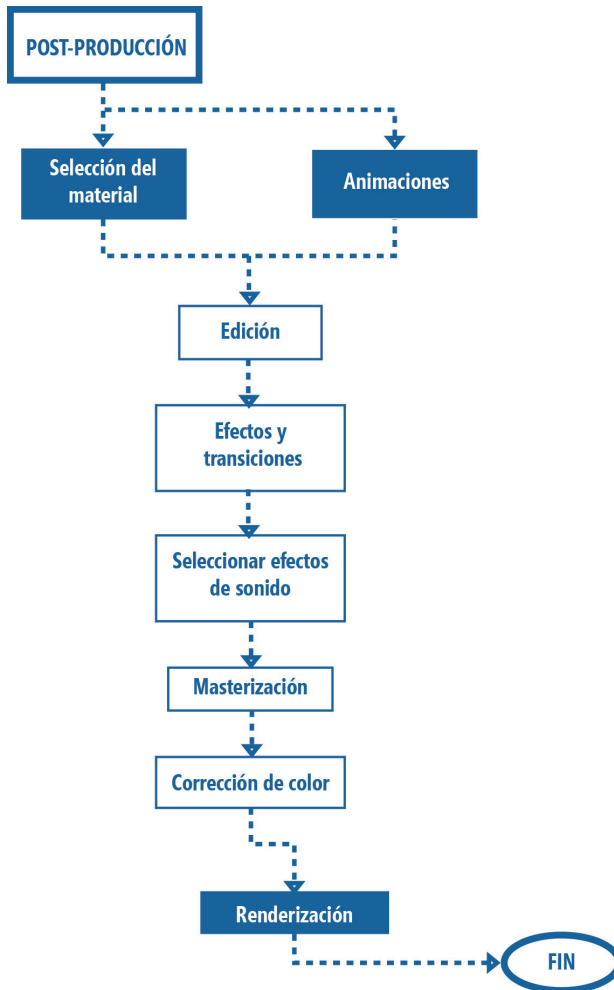 POST-PRODUCCIÓN
Selección del
material
Animaciones
Edición
Efectos y
transiciones
Seleccionar efectos
de sonido
Masterización
Corrección de color
Renderización
FIN